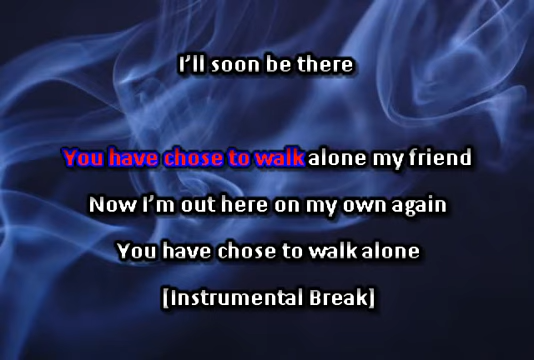 I'll soon be there
You have chose to walk alone my friend
Now I'm out here on my own again
You have chose to walk alone
[Instrumental Break]